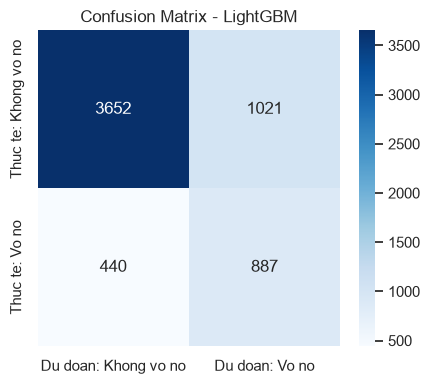 Confusion Matrix - LightGBM
Thuc te: Khong vo no
3652
1021
Thuc te: Vo no
440
887
Du doan: Khong vo no
Du doan: Vo no
3500
3000
2500
2000
1500
1000
500